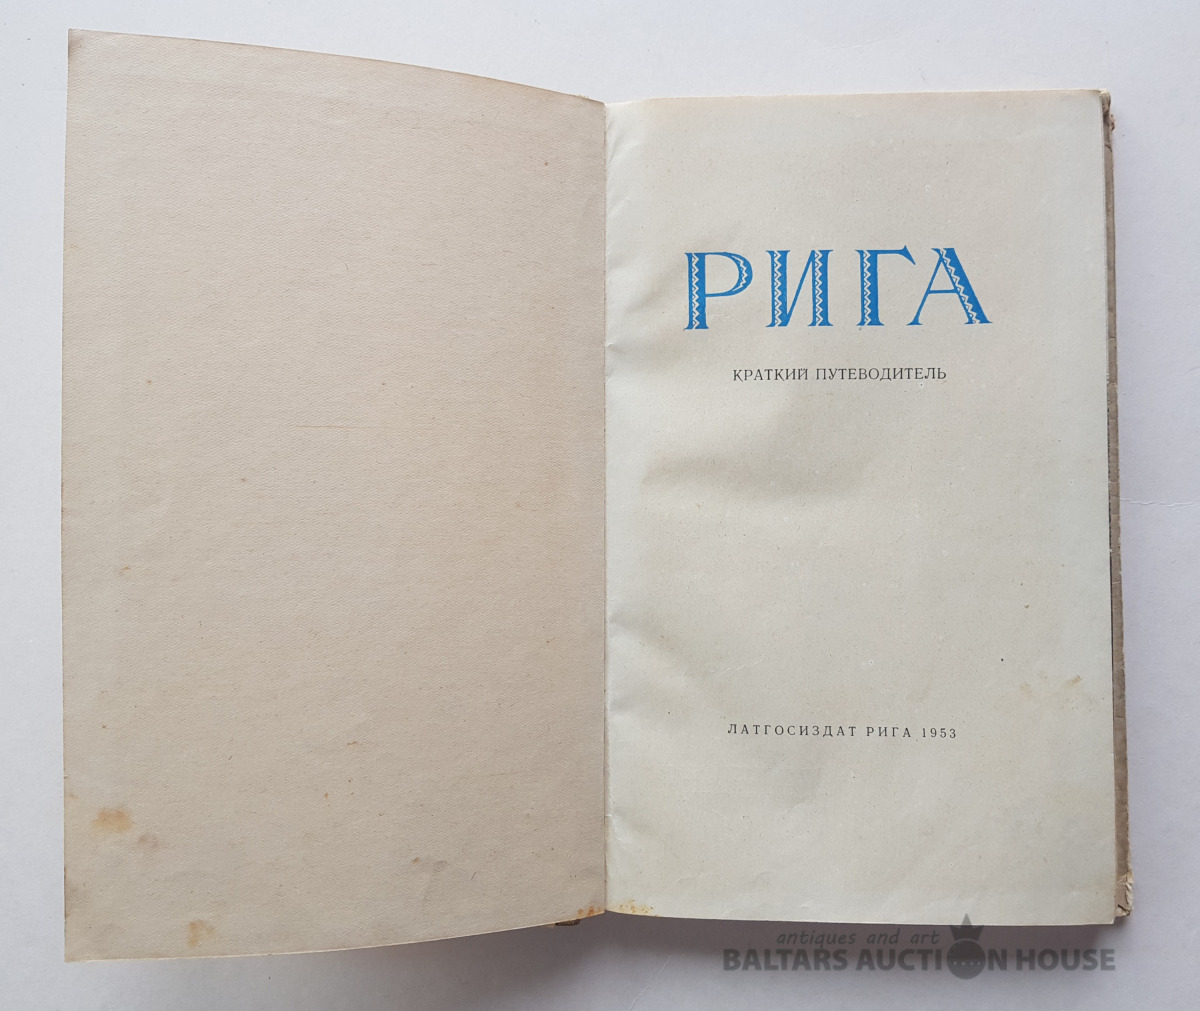 РИГА
КРАТКИЙ ПУТЕВОДИТЕЛЬ
ЛАТГОСИЗДАТ РИГА 1953
antiques and art
BALTARS AUCTION HOUSE